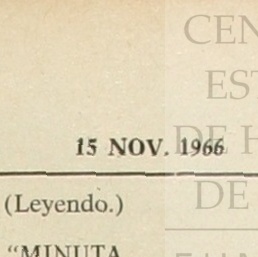 CEN
EST
15 NOV. 1966
DE H
(Leyendo.)
DE
"MINUTA